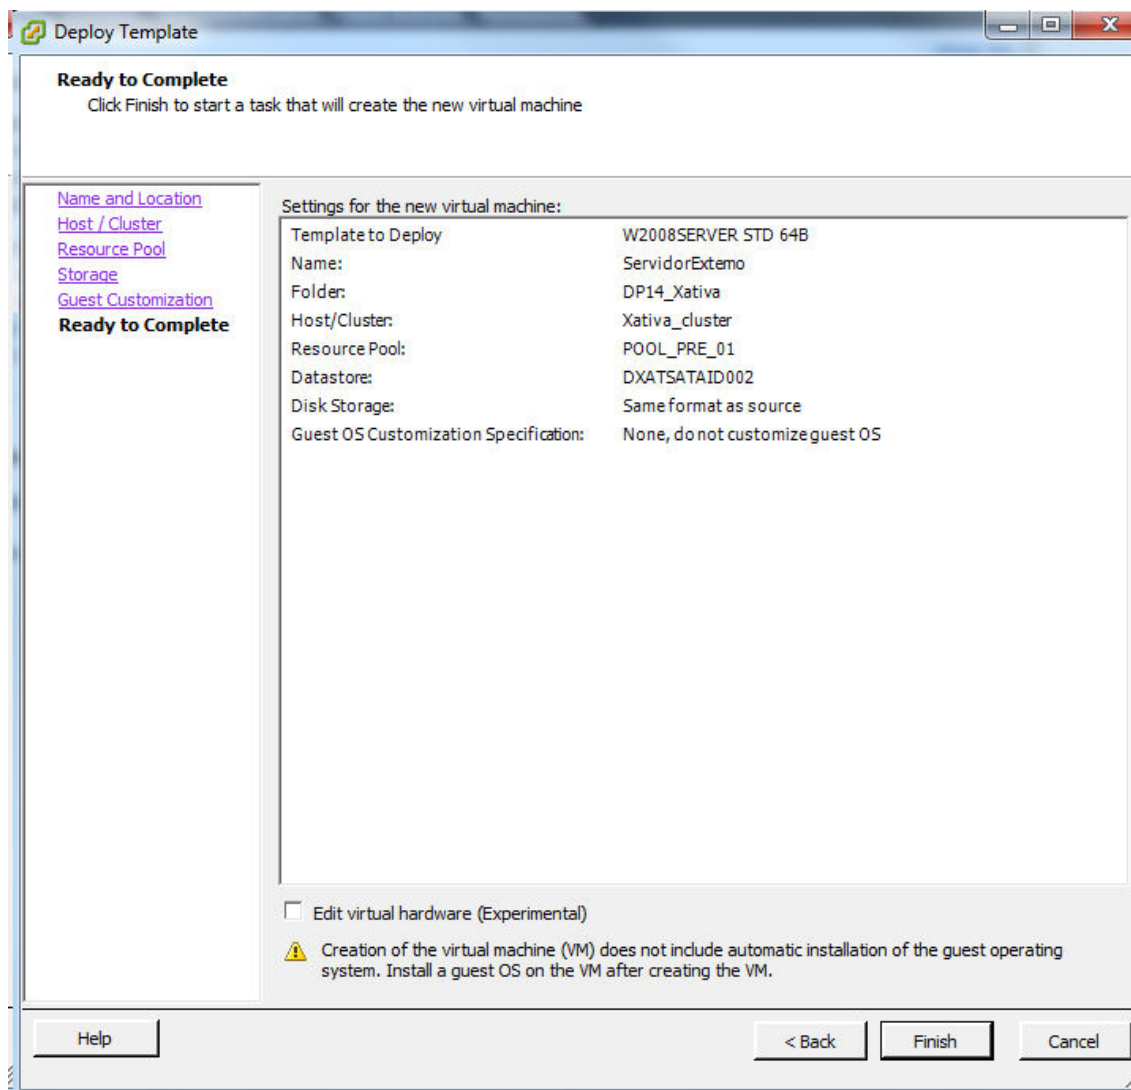 Deploy Template
Ready to Complete
Click Finish to start a task that will create the new virtual machine
Name and Location
Host / Cluster
Resource Pool
Storage
Guest Customization
Ready to Complete
Settings for the new virtual machine:
Template to Deploy W2008SERVER STD 64B
Name: ServidorExterno
Folder: DP14_Xativa
Host/Cluster: Xativa_cluster
Resource Pool: POOL_PRE_01
Datastore: DXATSATAID002
Disk Storage: Same format as source
Guest OS Customization Specification: None, do not customize guest OS
Edit virtual hardware (Experimental)
Creation of the virtual machine (VM) does not include automatic installation of the guest operating
system. Install a guest OS on the VM after creating the VM.
Help
< Back
Finish
Cancel